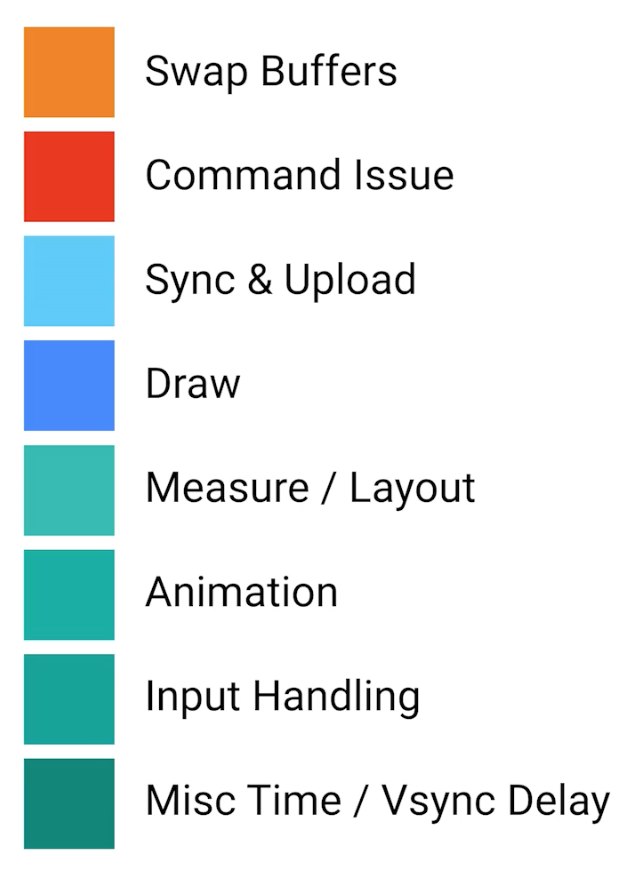 Swap Buffers
Command Issue
Sync & Upload
Draw
Measure / Layout
Animation
Input Handling
Misc Time / Vsync Delay